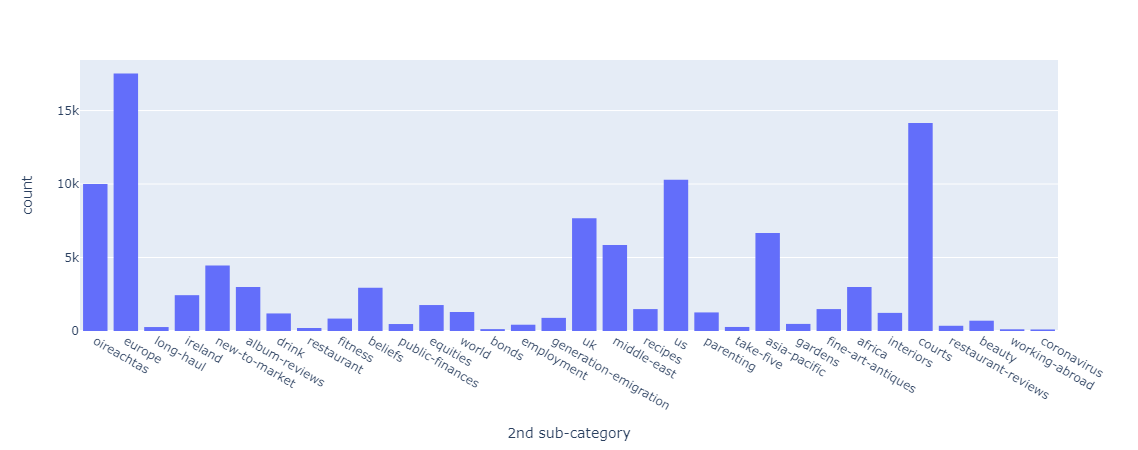 count
15k
10k
5k
0
oireachtas
europe
long-haul
ireland
new-to-market
album-reviews
drink
restaurant
fitness
beliefs
public-finances
equities
world
bonds
employment
generation-emigration
uk
middle-east
recipes
us
parenting
take-five
asia-pacific
gardens
fine-art-antiques
africa
interiors
courts
restaurant-reviews
beauty
working-abroad
coronavirus
2nd sub-category